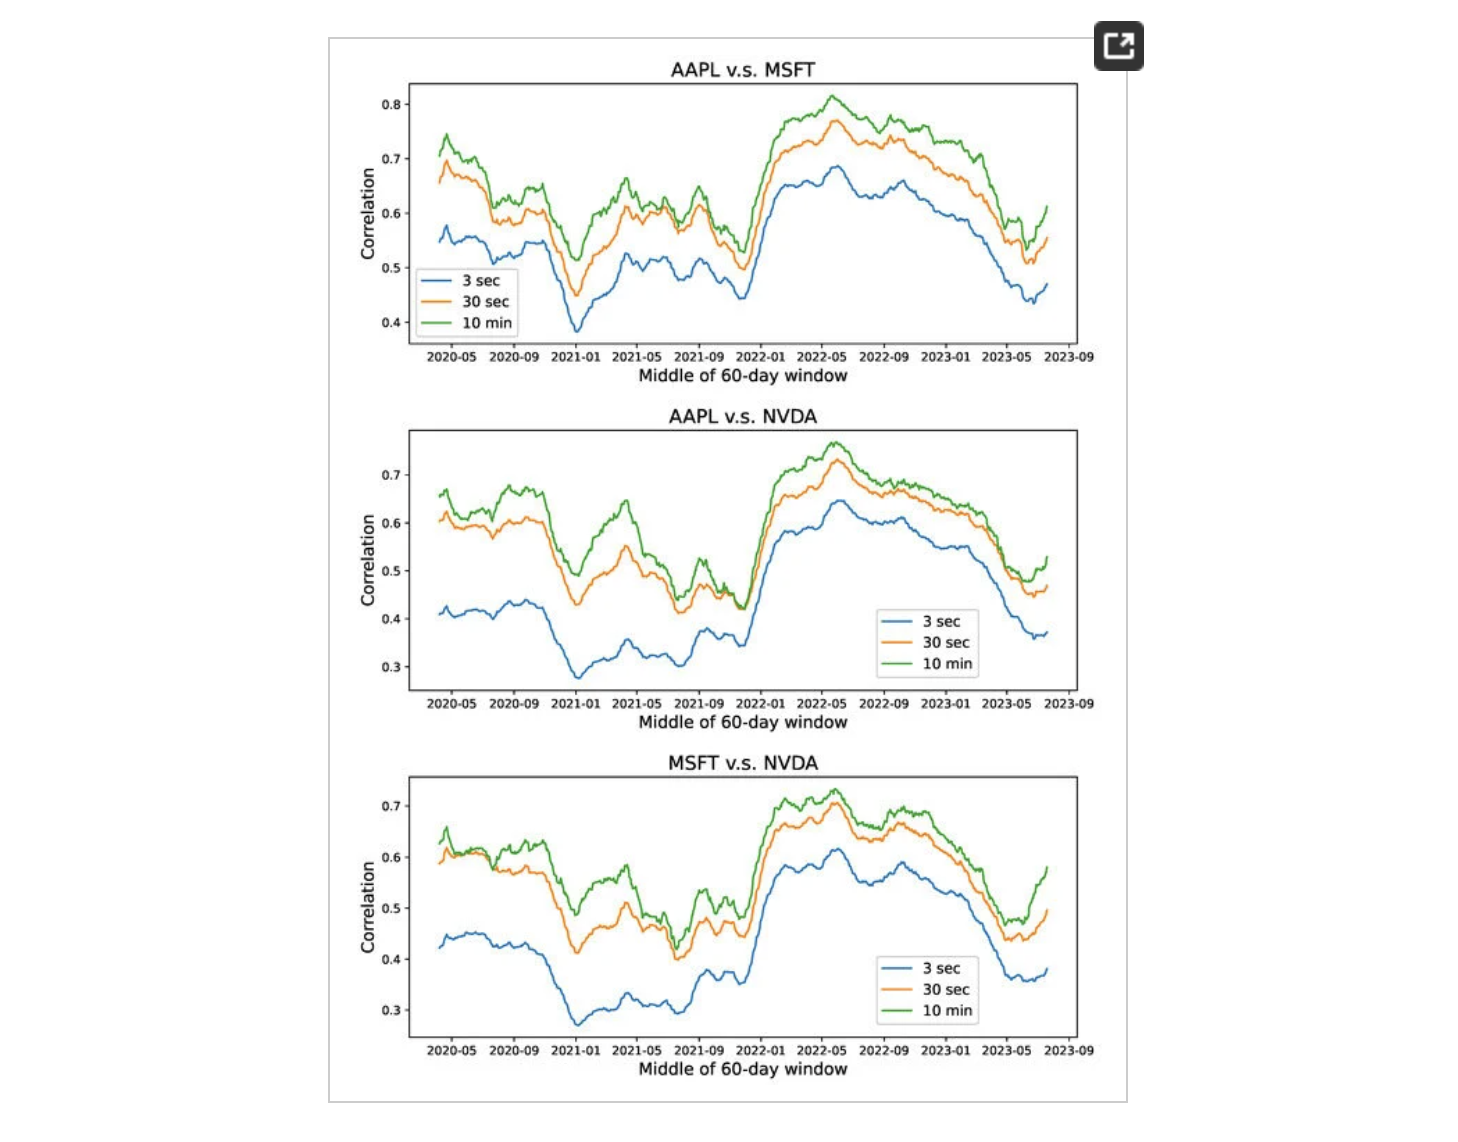 AAPL v.s. MSFT
0.8
0.7
0.6
0.5
0.4
Correlation
3 sec
30 sec
10 min
2020-05 2020-09 2021-01 2021-05 2021-09 2022-01 2022-05 2022-09 2023-01 2023-05 2023-09
Middle of 60-day window
AAPL v.s. NVDA
0.7
0.6
0.5
0.4
0.3
Correlation
3 sec
30 sec
10 min
2020-05 2020-09 2021-01 2021-05 2021-09 2022-01 2022-05 2022-09 2023-01 2023-05 2023-09
Middle of 60-day window
MSFT v.s. NVDA
0.7
0.6
0.5
0.4
0.3
Correlation
3 sec
30 sec
10 min
2020-05 2020-09 2021-01 2021-05 2021-09 2022-01 2022-05 2022-09 2023-01 2023-05 2023-09
Middle of 60-day window